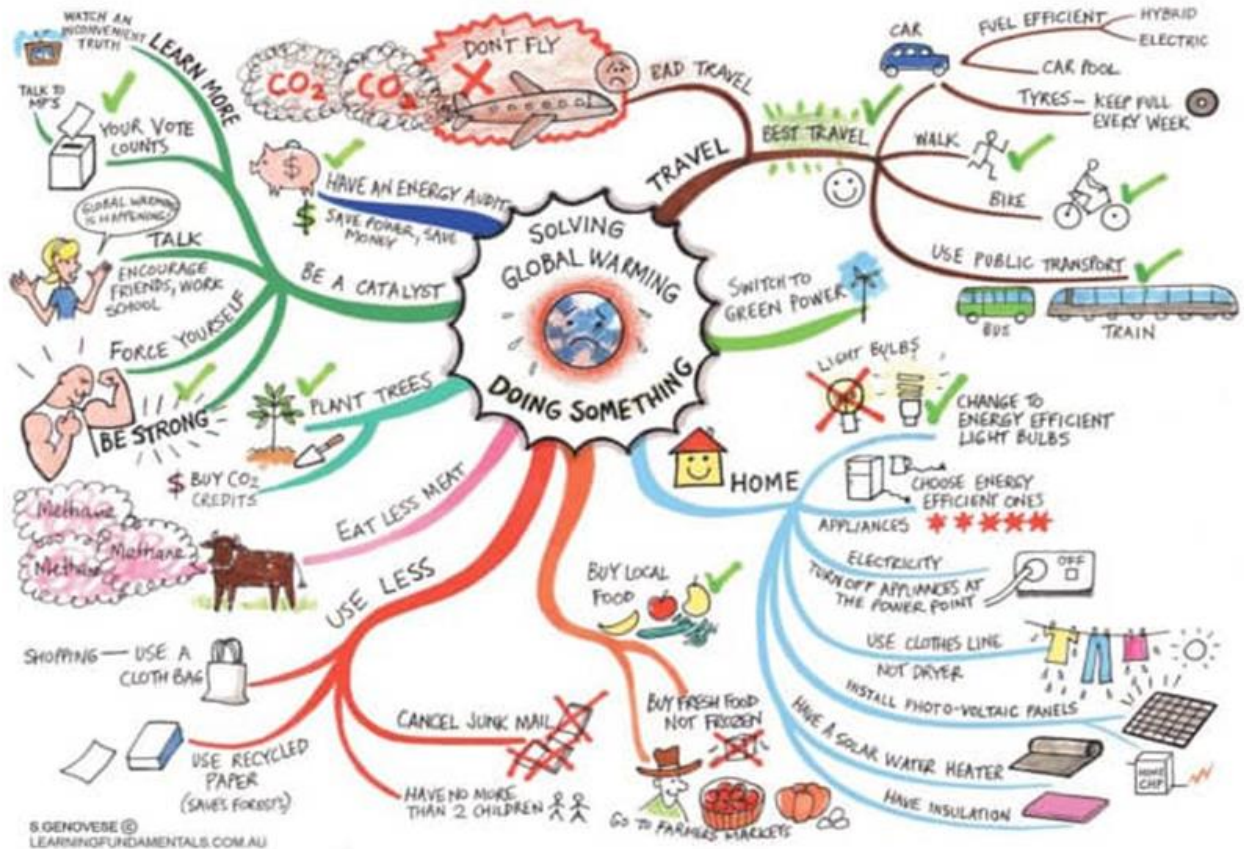 SOLVING
GLOBAL WARMING
DOING SOMETHING
TRAVEL
BAD TRAVEL
DON'T FLY
CO2
CO2
BEST TRAVEL
CAR
FUEL EFFICIENT
HYBRID
ELECTRIC
CAR POOL
TYRES - KEEP FULL
EVERY WEEK
WALK
BIKE
USE PUBLIC TRANSPORT
BUS
TRAIN
SWITCH TO
GREEN POWER
HOME
LIGHT BULBS
CHANGE TO
ENERGY EFFICIENT
LIGHT BULBS
CHOOSE ENERGY
EFFICIENT ONES
APPLIANCES
ELECTRICITY
TURN OFF APPLIANCES AT
THE POWER POINT
OFF
USE CLOTHES LINE
NOT DRYER
INSTALL PHOTO-VOLTAIC PANELS
HOME
CHP
HAVE A SOLAR WATER HEATER
HAVE INSULATION
BUY LOCAL
FOOD
BUY FRESH FOOD
NOT FROZEN
GO TO FARMERS MARKETS
USE LESS
SHOPPING — USE A
CLOTH BAG
USE RECYCLED
PAPER
(SAVES FORESTS)
CANCEL JUNK MAIL
HAVE NO MORE
THAN 2 CHILDREN
EAT LESS MEAT
Methane
Methane
Methane
PLANT TREES
$ BUY CO2
CREDITS
BE A CATALYST
LEARN MORE
WATCH AN
INCONVENIENT
TRUTH
TALK TO
MP'S
YOUR VOTE
COUNTS
GLOBAL WARMING
IS HAPPENING!
TALK
ENCOURAGE
FRIENDS, WORK
SCHOOL
FORCE YOURSELF
BE STRONG
HAVE AN ENERGY AUDIT
$ SAVE POWER, SAVE
MONEY
$
S.GENOVESE ©
LEARNINGFUNDAMENTALS.COM.AU